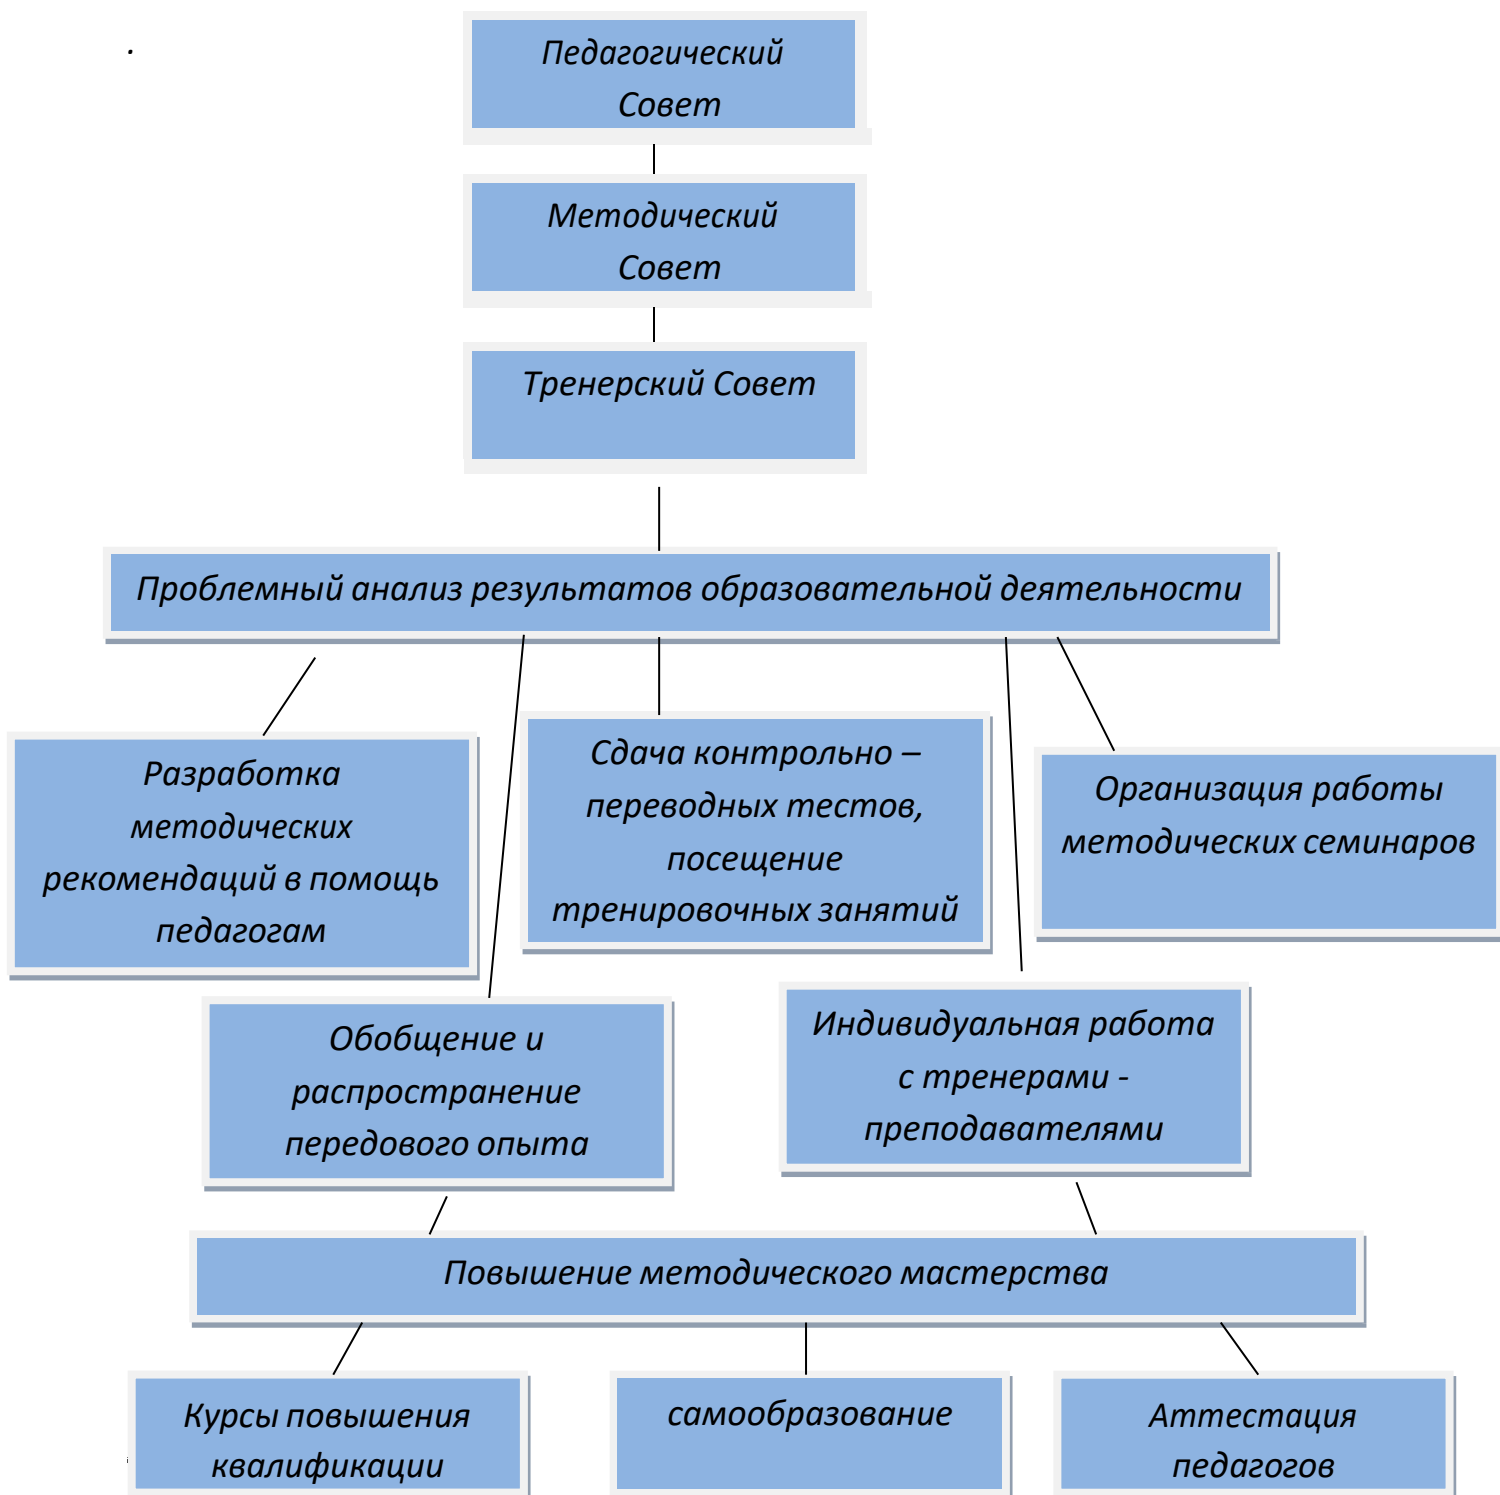 .
Педагогический
Совет
Методический
Совет
Тренерский Совет
Проблемный анализ результатов образовательной деятельности
Разработка
методических
рекомендаций в помощь
педагогам
Сдача контрольно –
переводных тестов,
посещение
тренировочных занятий
Организация работы
методических семинаров
Обобщение и
распространение
передового опыта
Индивидуальная работа
с тренерами -
преподавателями
Повышение методического мастерства
Курсы повышения
квалификации
самообразование
Аттестация
педагогов